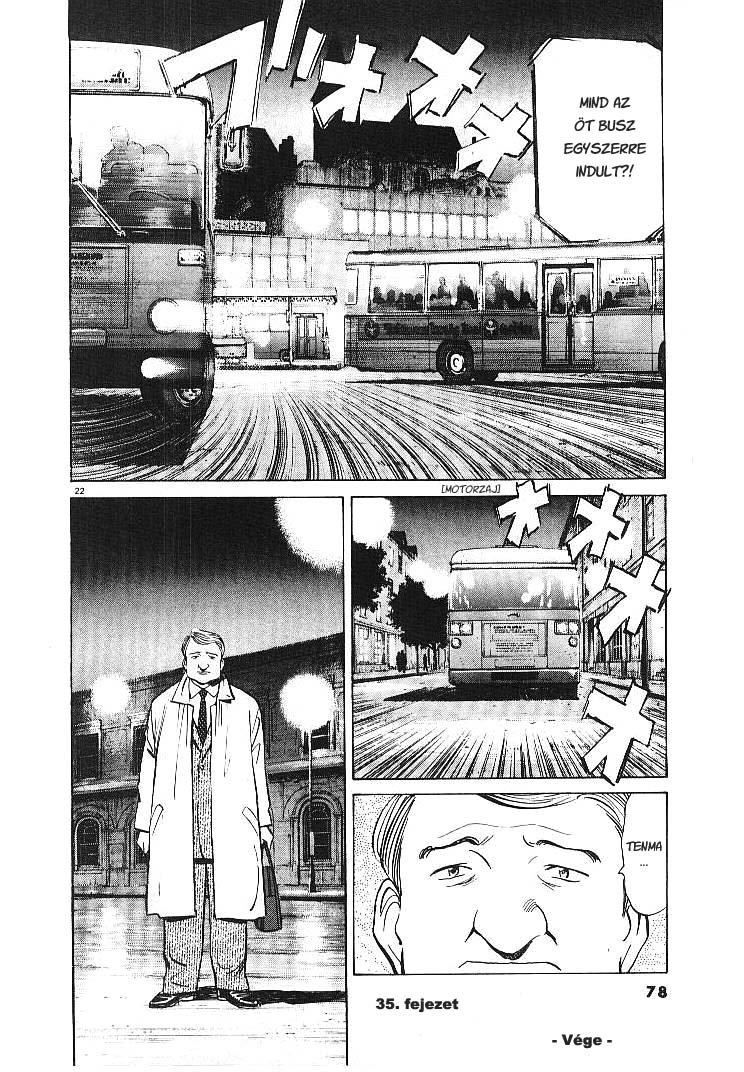 ブオオオ
MIND AZ
ÖT BUSZ
EGYSZERRE
INDULT?!
22
[MOTORZAJ]
オオオ
オ
TENMA
...
78
35. fejezet
- Vége -